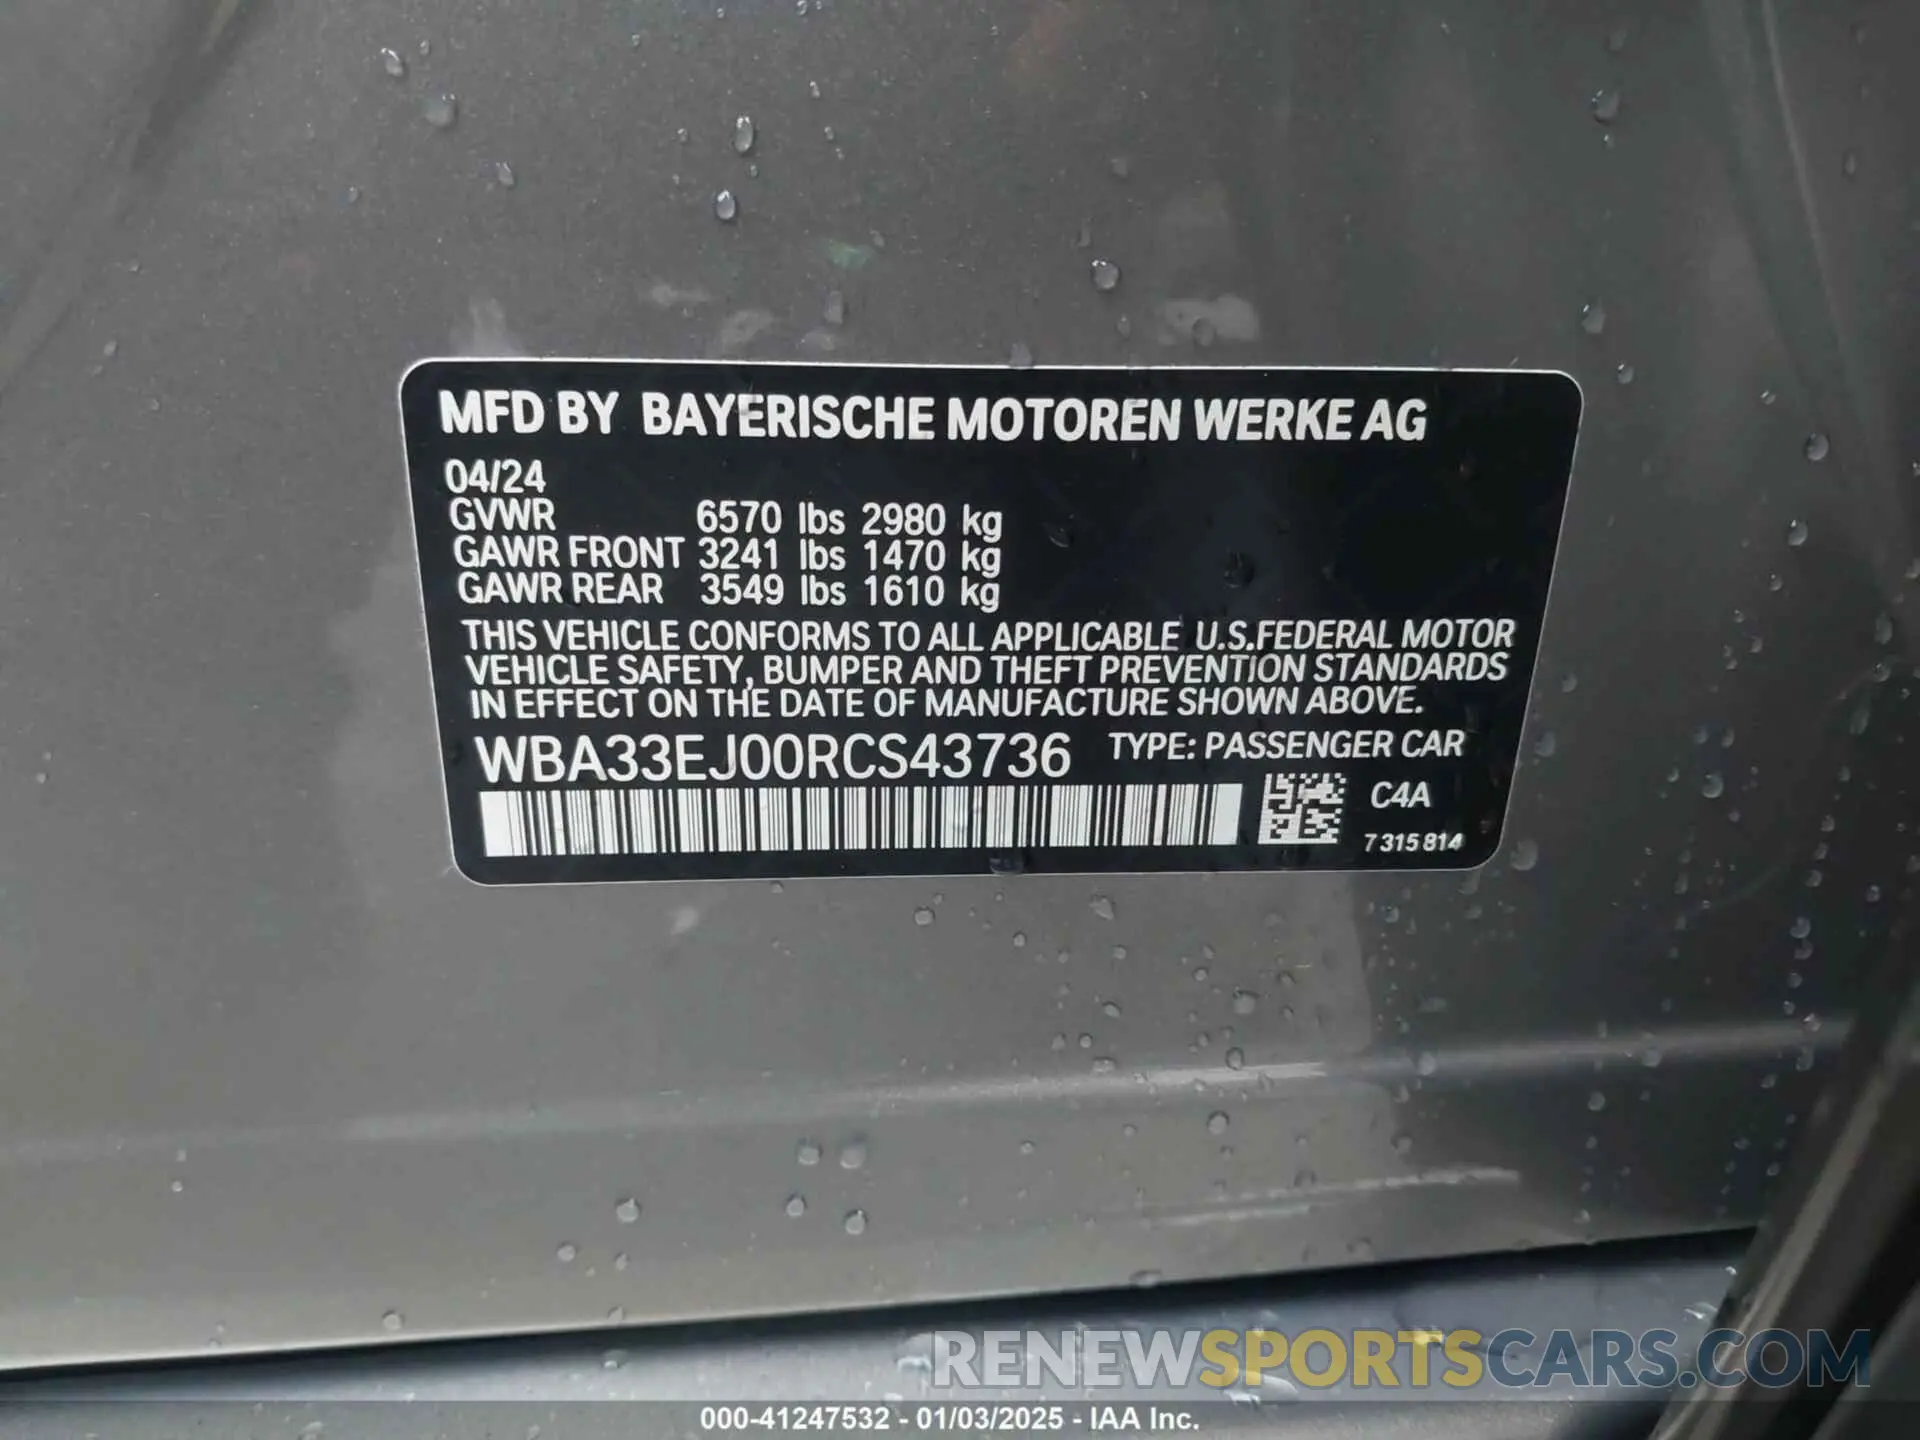 MFD BY BAYERISCHE MOTOREN WERKE AG
04/24
GVWR 6570 lbs 2980 kg
GAWR FRONT 3241 lbs 1470 kg
GAWR REAR 3549 lbs 1610 kg
THIS VEHICLE CONFORMS TO ALL APPLICABLE U.S.FEDERAL MOTOR
VEHICLE SAFETY, BUMPER AND THEFT PREVENTION STANDARDS
IN EFFECT ON THE DATE OF MANUFACTURE SHOWN ABOVE.
WBA33EJ00RCS43736 TYPE: PASSENGER CAR
C4A
7315814
RENEWSPORTSCARS.COM
000-41247532 - 01/03/2025 - IAA Inc.